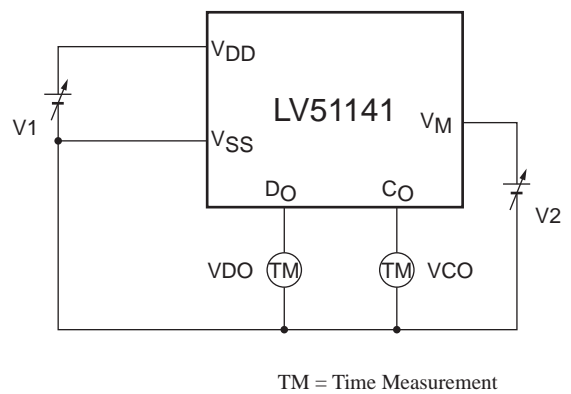 VDD
LV51141
V1
VSS
VM
DO
CO
V2
VDO
TM
TM
VCO
TM = Time Measurement